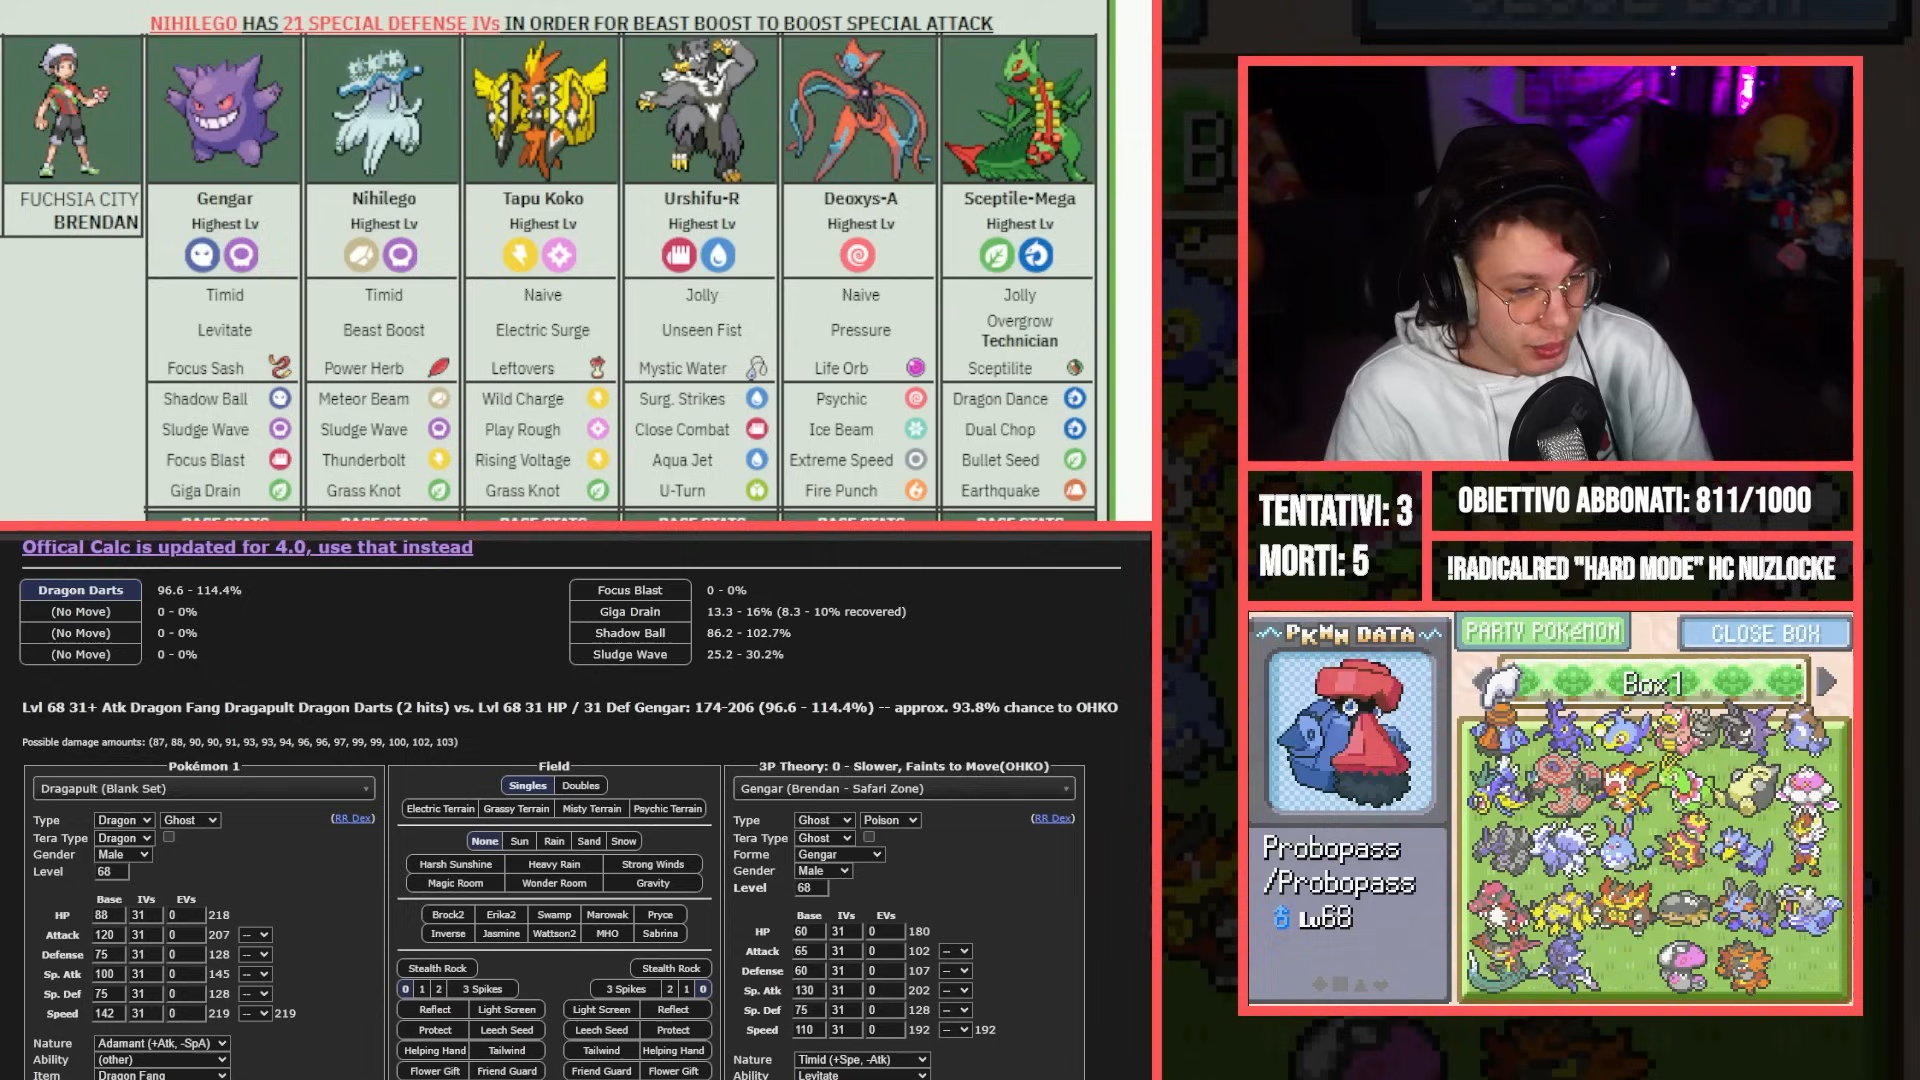 NIHILEGO HAS 21 SPECIAL DEFENSE IVs IN ORDER FOR BEAST BOOST TO BOOST SPECIAL ATTACK
FUCHSIA CITY
BRENDAN
Gengar Nihilego Tapu Koko Urshifu-R Deoxys-A Sceptile-Mega
Highest Lv Highest Lv Highest Lv Highest Lv Highest Lv Highest Lv
Timid Timid Naive Jolly Naive Jolly
Levitate Beast Boost Electric Surge Unseen Fist Pressure Overgrow
Technician
Focus Sash Power Herb Leftovers Mystic Water Life Orb Sceptilite
Shadow Ball Meteor Beam Wild Charge Surg. Strikes Psychic Dragon Dance
Sludge Wave Sludge Wave Play Rough Close Combat Ice Beam Dual Chop
Focus Blast Thunderbolt Rising Voltage Aqua Jet Extreme Speed Bullet Seed
Giga Drain Grass Knot Grass Knot U-Turn Fire Punch Earthquake
Offical Calc is updated for 4.0, use that instead
Dragon Darts 96.6 - 114.4%
(No Move) 0 - 0%
(No Move) 0 - 0%
(No Move) 0 - 0%
Focus Blast 0 - 0%
Giga Drain 13.3 - 16% (8.3 - 10% recovered)
Shadow Ball 86.2 - 102.7%
Sludge Wave 25.2 - 30.2%
Lvl 68 31+ Atk Dragon Fang Dragapult Dragon Darts (2 hits) vs. Lvl 68 31 HP / 31 Def Gengar: 174-206 (96.6 - 114.4%) -- approx. 93.8% chance to OHKO
Possible damage amounts: (87, 88, 90, 90, 91, 93, 93, 94, 96, 96, 97, 99, 99, 100, 102, 103)
Pokémon 1
Dragapult (Blank Set)
Type Dragon Ghost (RR Dex)
Tera Type Dragon
Gender Male
Level 68
Base IVs EVs
HP 88 31 0 218
Attack 120 31 0 207 --
Defense 75 31 0 128 --
Sp. Atk 100 31 0 145 --
Sp. Def 75 31 0 128 --
Speed 142 31 0 219 -- 219
Nature Adamant (+Atk, -SpA)
Ability (other)
Item Dragon Fang
Field
Singles Doubles
Electric Terrain Grassy Terrain Misty Terrain Psychic Terrain
None Sun Rain Sand Snow
Harsh Sunshine Heavy Rain Strong Winds
Magic Room Wonder Room Gravity
Brock2 Erika2 Swamp Marowak Pryce
Inverse Jasmine Wattson2 MHO Sabrina
Stealth Rock Stealth Rock
0 1 2 3 Spikes 3 Spikes 2 1 0
Reflect Light Screen Light Screen Reflect
Protect Leech Seed Leech Seed Protect
Helping Hand Tailwind Tailwind Helping Hand
Flower Gift Friend Guard Friend Guard Flower Gift
3P Theory: 0 - Slower, Faints to Move(OHKO)
Gengar (Brendan - Safari Zone)
Type Ghost Poison (RR Dex)
Tera Type Ghost
Forme Gengar
Gender Male
Level 68
Base IVs EVs
HP 60 31 0 180
Attack 65 31 0 102 --
Defense 60 31 0 107 --
Sp. Atk 130 31 0 202 --
Sp. Def 75 31 0 128 --
Speed 110 31 0 192 -- 192
Nature Timid (+Spe, -Atk)
Ability Levitate
TENTATIVI: 3
MORTI: 5
OBIETTIVO ABBONATI: 811/1000
!RADICALRED "HARD MODE" HC NUZLOCKE
PKMN DATA
PARTY POKéMON
CLOSE BOX
Box1
Probopass
/Probopass
♂ Lv68